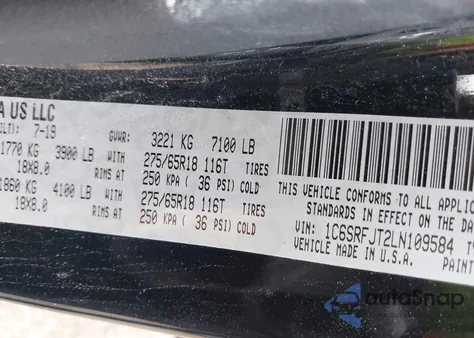 A US LLC
ILT): 7-19 GVWR: 3221 KG 7100 LB
1770 KG 3900 LB WITH 275/65R18 116T TIRES
18X8.0 RIMS AT 250 KPA ( 36 PSI) COLD
1860 KG 4100 LB WITH 275/65R18 116T TIRES
18X8.0 RIMS AT 250 KPA ( 36 PSI) COLD
THIS VEHICLE CONFORMS TO ALL APPLICAB
STANDARDS IN EFFECT ON THE DA
VIN: 1C6SRFJT2LN109584
VEHICLE MADE IN U.S.A. PAINT
autoSnap